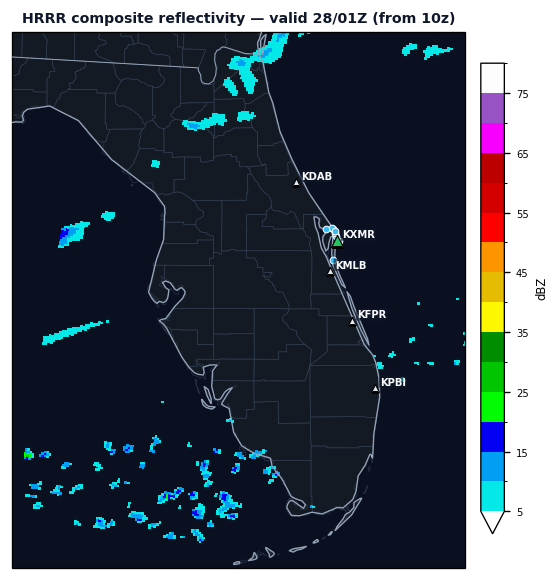 HRRR composite reflectivity — valid 28/01Z (from 10z)
KDAB
KXMR
KMLB
KFPR
KPBI
75
65
55
45
35
25
15
5
dBZ